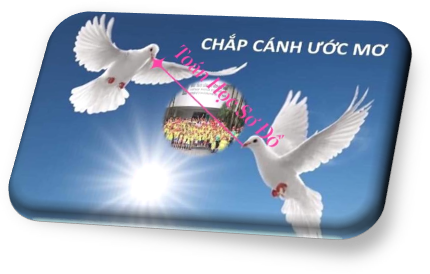 CHẮP CÁNH ƯỚC MƠ
Toán Học Sơ Đồ